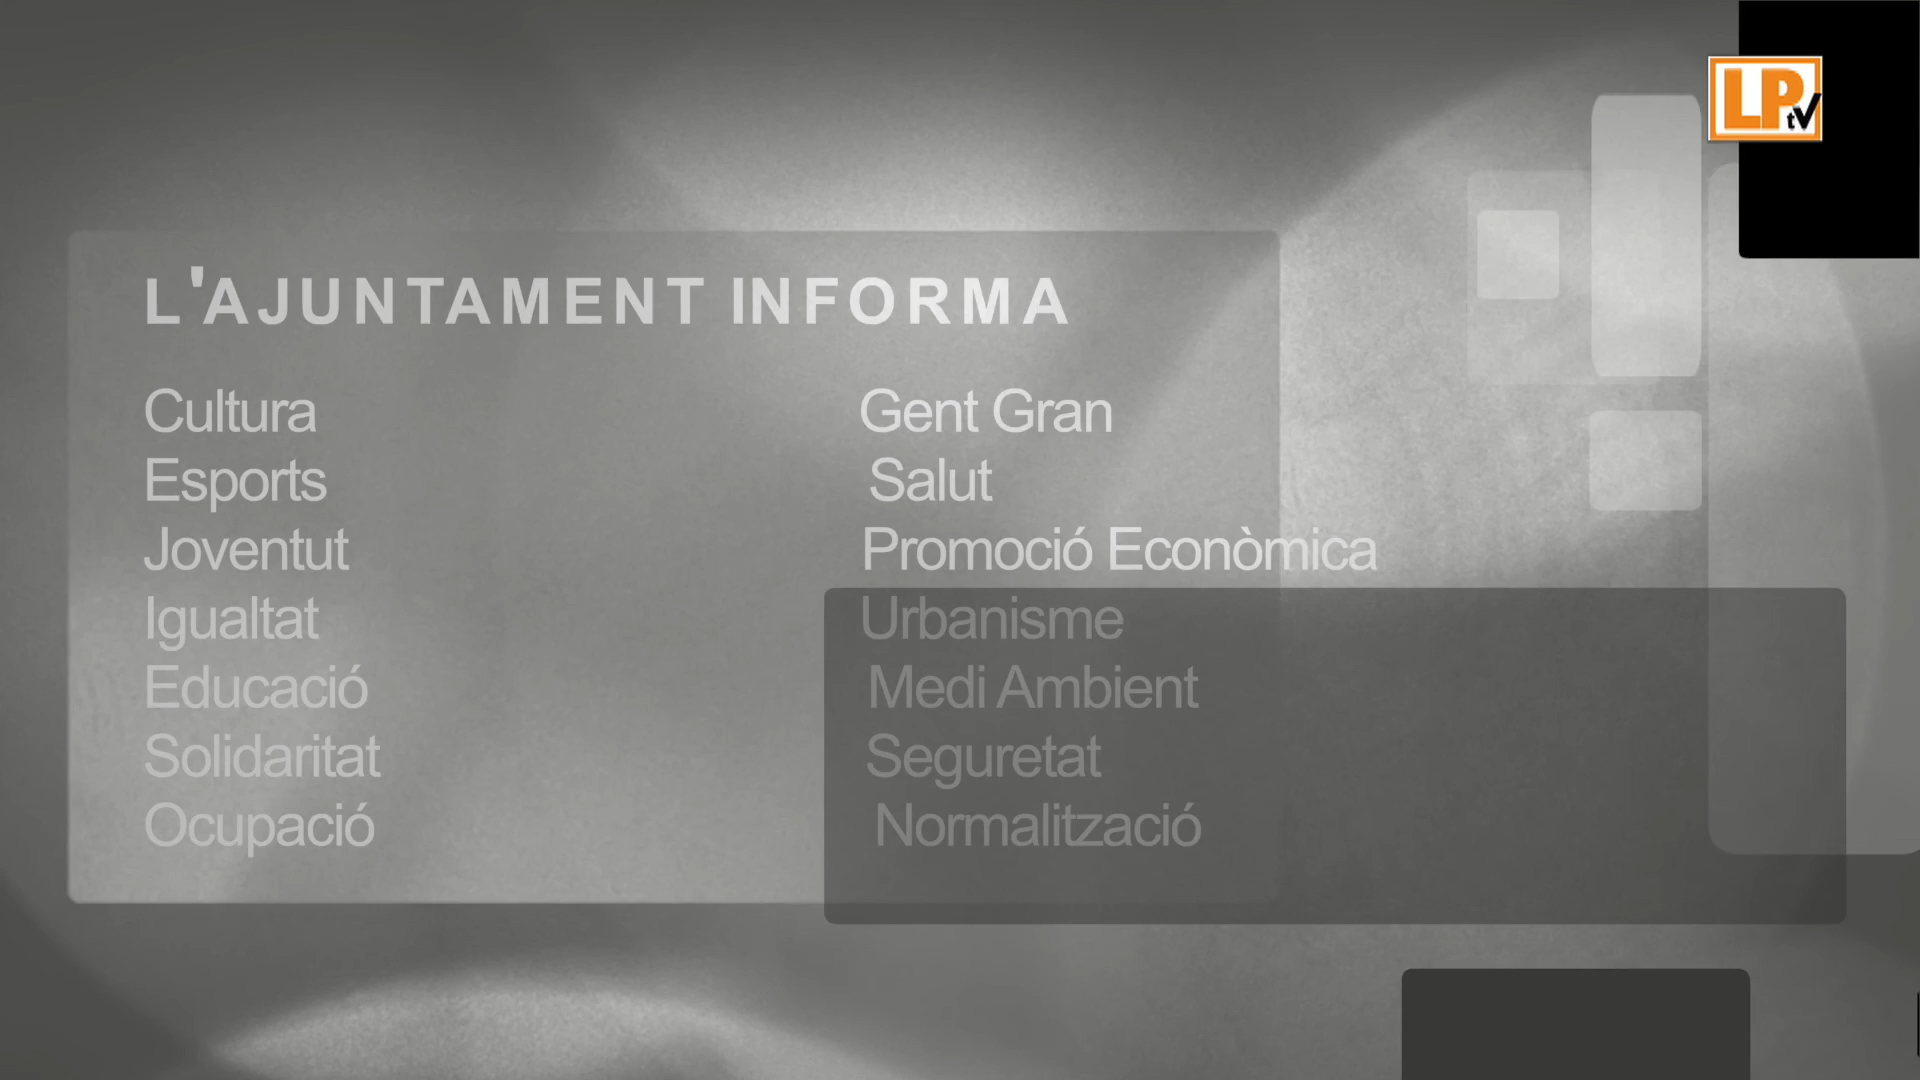 LPtv
L'AJUNTAMENT INFORMA
Cultura
Esports
Joventut
Igualtat
Educació
Solidaritat
Ocupació
Gent Gran
Salut
Promoció Econòmica
Urbanisme
Medi Ambient
Seguretat
Normalització